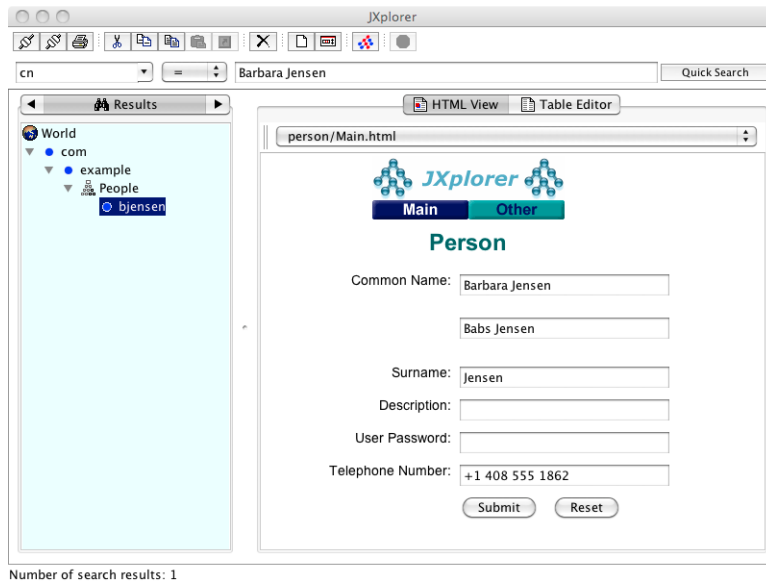 JXplorer
cn = Barbara Jensen Quick Search
Results
World
com
example
People
bjensen
HTML View Table Editor
person/Main.html
JXplorer
Main Other
Person
Common Name: Barbara Jensen
Babs Jensen
Surname: Jensen
Description:
User Password:
Telephone Number: +1 408 555 1862
Submit Reset
Number of search results: 1